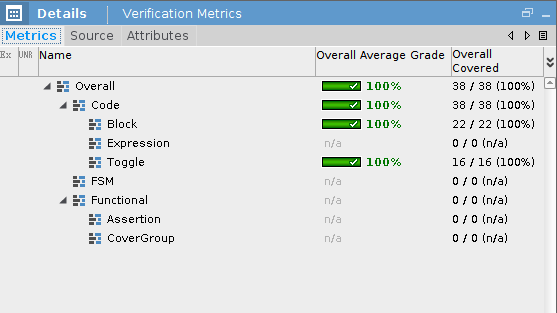 Details Verification Metrics
Metrics Source Attributes
Ex UNR Name Overall Average Grade Overall Covered
Overall 100% 38 / 38 (100%)
Code 100% 38 / 38 (100%)
Block 100% 22 / 22 (100%)
Expression n/a 0 / 0 (n/a)
Toggle 100% 16 / 16 (100%)
FSM n/a 0 / 0 (n/a)
Functional n/a 0 / 0 (n/a)
Assertion n/a 0 / 0 (n/a)
CoverGroup n/a 0 / 0 (n/a)